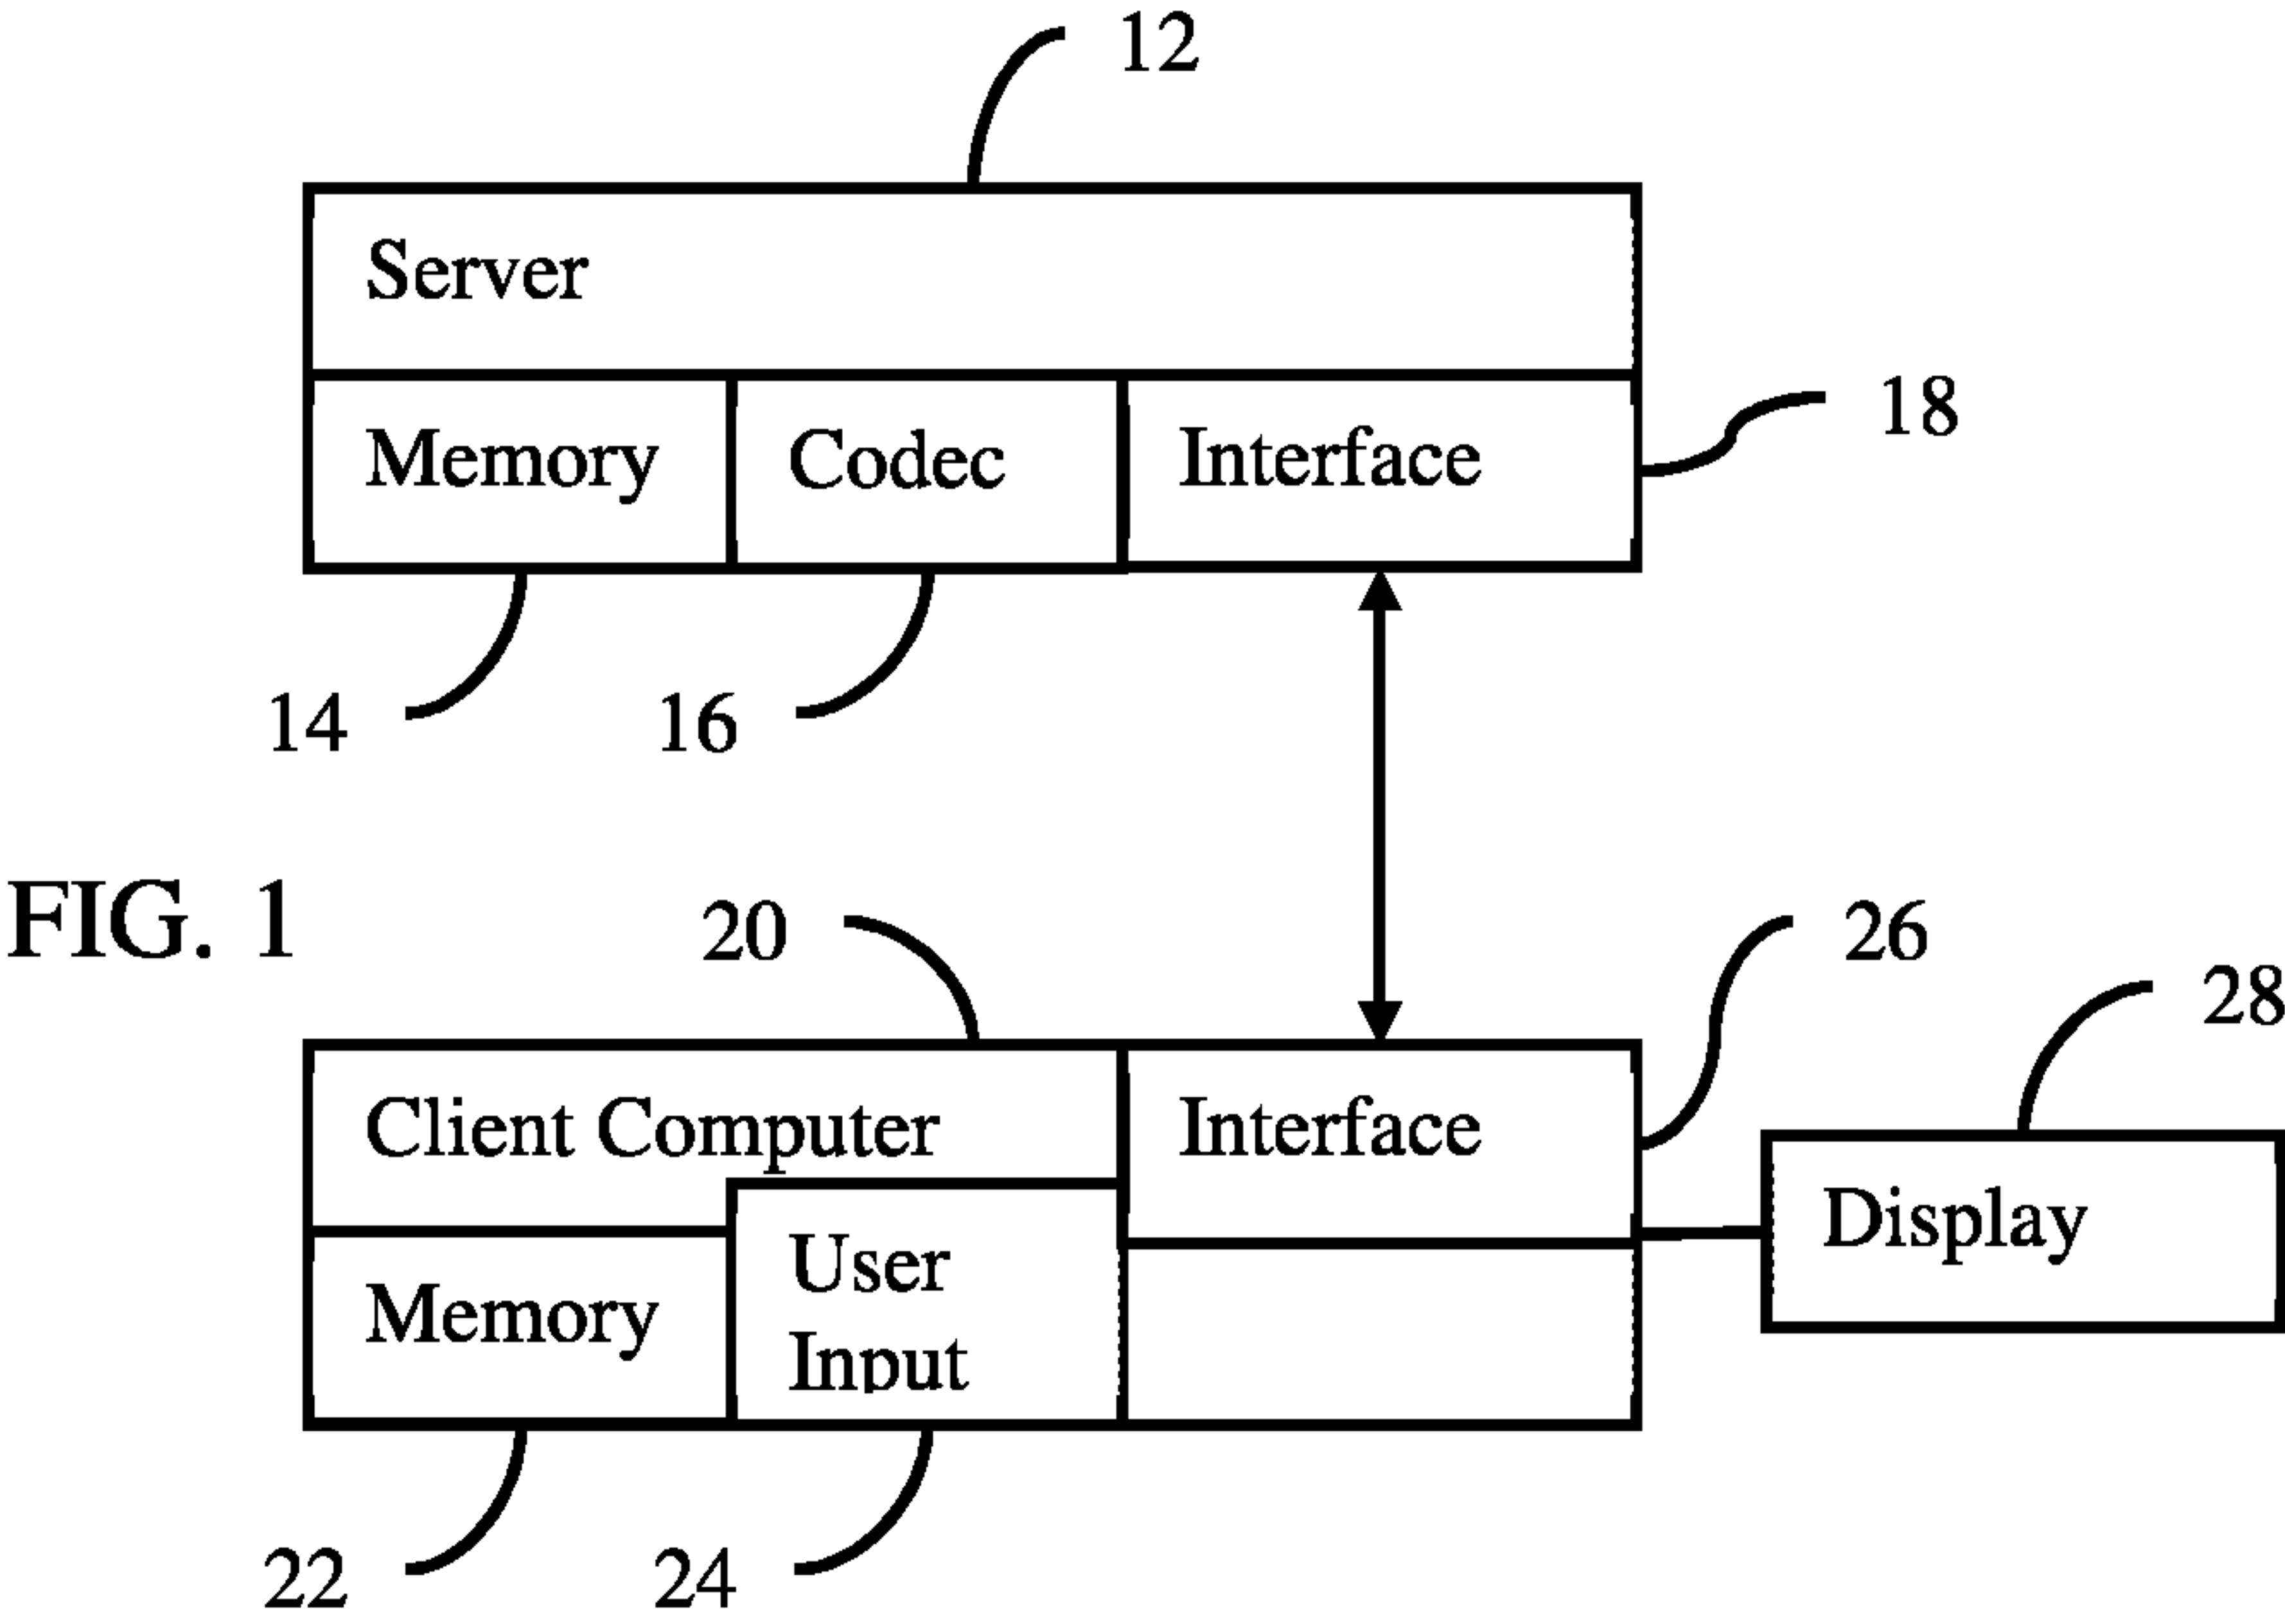 12
Server
Memory Codec Interface
18
14
16
FIG. 1
20
26
28
Client Computer
Interface
Display
Memory
User
Input
22
24